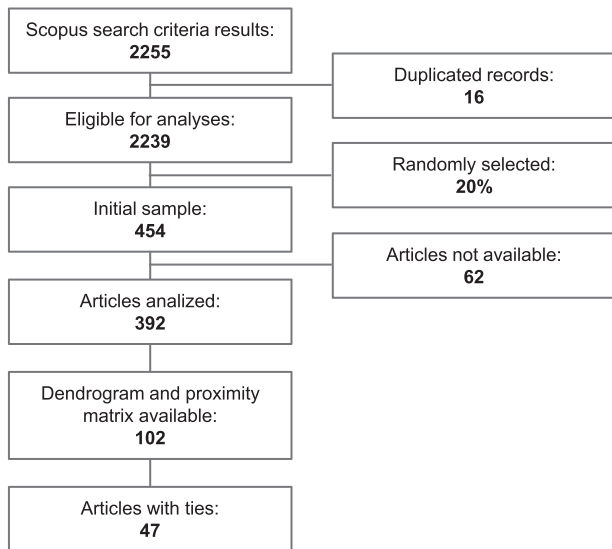 Scopus search criteria results:
2255
Duplicated records:
16
Eligible for analyses:
2239
Randomly selected:
20%
Initial sample:
454
Articles not available:
62
Articles analized:
392
Dendrogram and proximity
matrix available:
102
Articles with ties:
47